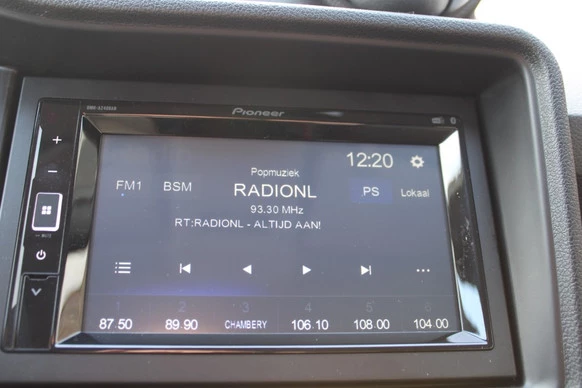 Pioneer
12:20
Popmuziek
FM1 BSM RADIONL PS Lokaal
93.30 MHz
RT:RADIONL - ALTIJD AAN!
1 2 3 4 5 6
87.50 89.90 CHAMBERY 106.10 108.00 104.00